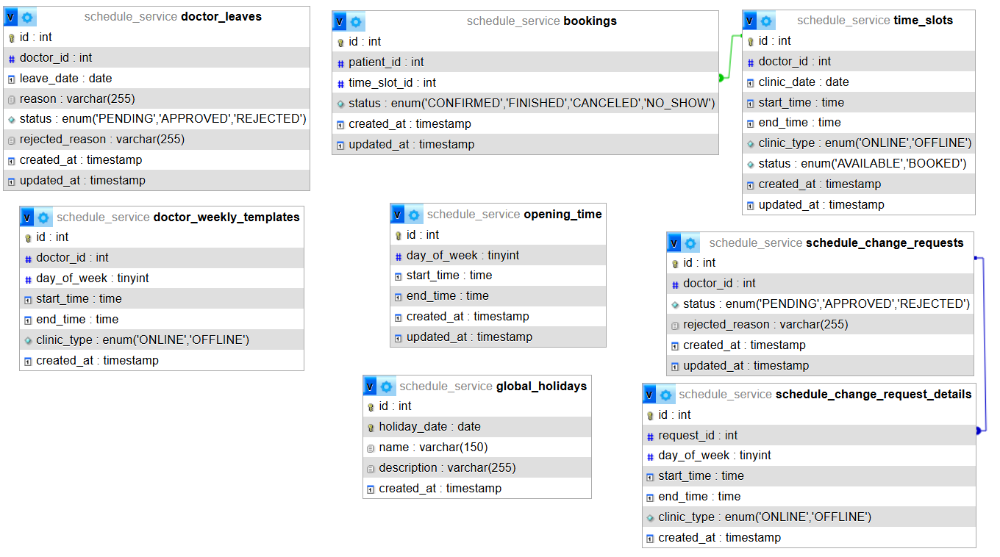 schedule_service doctor_leaves
id : int
doctor_id : int
leave_date : date
reason : varchar(255)
status : enum('PENDING','APPROVED','REJECTED')
rejected_reason : varchar(255)
created_at : timestamp
updated_at : timestamp
schedule_service bookings
id : int
patient_id : int
time_slot_id : int
status : enum('CONFIRMED','FINISHED','CANCELED','NO_SHOW')
created_at : timestamp
updated_at : timestamp
schedule_service time_slots
id : int
doctor_id : int
clinic_date : date
start_time : time
end_time : time
clinic_type : enum('ONLINE','OFFLINE')
status : enum('AVAILABLE','BOOKED')
created_at : timestamp
updated_at : timestamp
schedule_service doctor_weekly_templates
id : int
doctor_id : int
day_of_week : tinyint
start_time : time
end_time : time
clinic_type : enum('ONLINE','OFFLINE')
created_at : timestamp
schedule_service opening_time
id : int
day_of_week : tinyint
start_time : time
end_time : time
created_at : timestamp
updated_at : timestamp
schedule_service schedule_change_requests
id : int
doctor_id : int
status : enum('PENDING','APPROVED','REJECTED')
rejected_reason : varchar(255)
created_at : timestamp
updated_at : timestamp
schedule_service global_holidays
id : int
holiday_date : date
name : varchar(150)
description : varchar(255)
created_at : timestamp
schedule_service schedule_change_request_details
id : int
request_id : int
day_of_week : tinyint
start_time : time
end_time : time
clinic_type : enum('ONLINE','OFFLINE')
created_at : timestamp